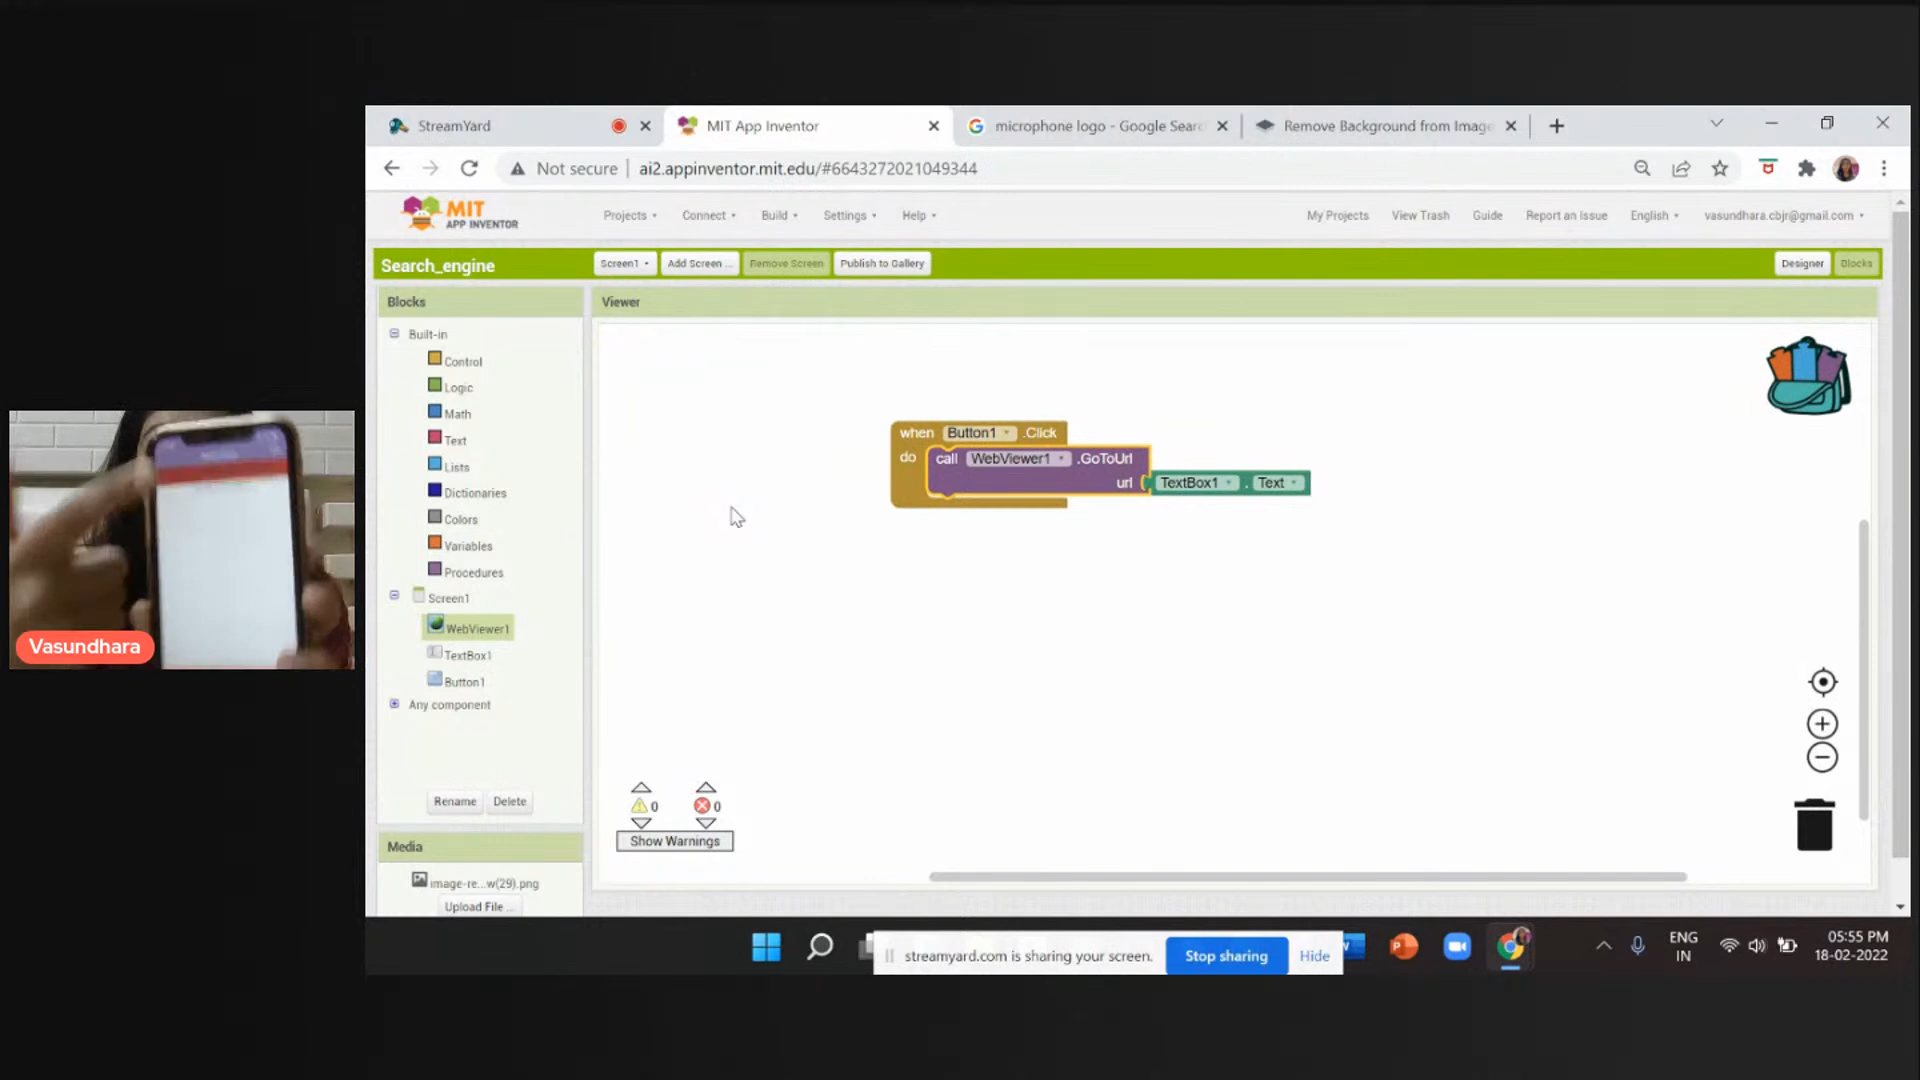 StreamYard
MIT App Inventor
microphone logo - Google Searc
Remove Background from Image
Not secure
ai2.appinventor.mit.edu/#6643272021049344
MIT
APP INVENTOR
Projects
Connect
Build
Settings
Help
My Projects
View Trash
Guide
Report an Issue
English
vasundhara.cbjr@gmail.com
Search_engine
Screen1
Add Screen ...
Remove Screen
Publish to Gallery
Designer
Blocks
Blocks
Viewer
Built-in
Control
Logic
Math
Text
Lists
Dictionaries
Colors
Variables
Procedures
Screen1
WebViewer1
TextBox1
Button1
Any component
Rename
Delete
Media
image-re...w(29).png
Upload File ...
when Button1 .Click
do call WebViewer1 .GoToUrl
url TextBox1 . Text
0 0
Show Warnings
Vasundhara
streamyard.com is sharing your screen.
Stop sharing
Hide
ENG
IN
05:55 PM
18-02-2022